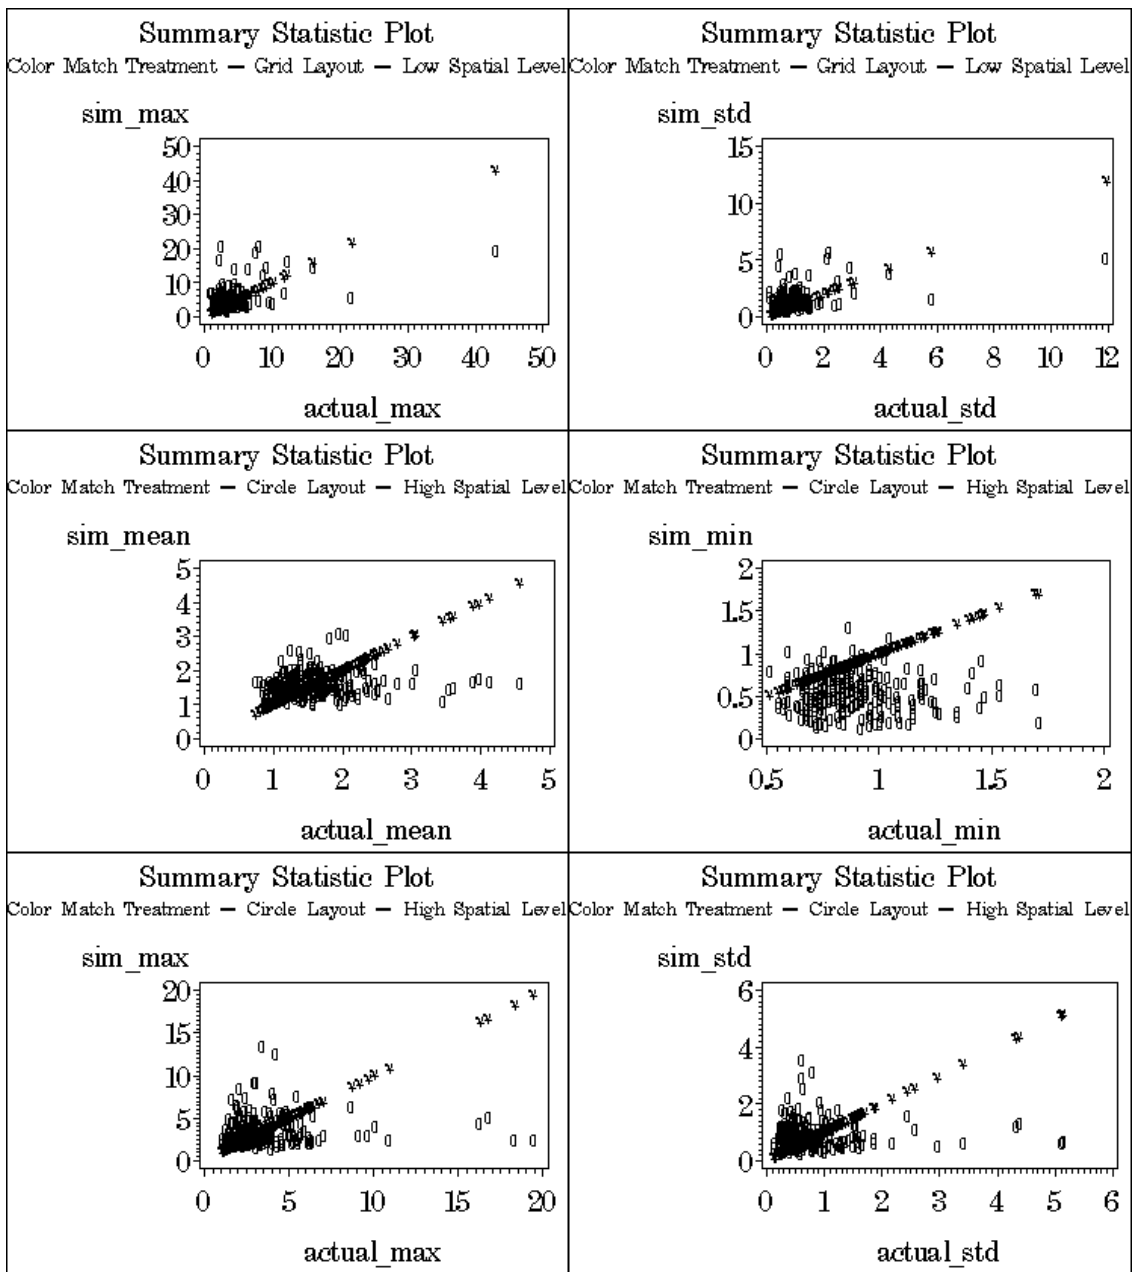 Summary Statistic Plot
Color Match Treatment — Grid Layout — Low Spatial Level
sim_max
50
40
30
20
10
0
0 10 20 30 40 50
actual_max
Summary Statistic Plot
Color Match Treatment — Grid Layout — Low Spatial Level
sim_std
15
10
5
0
0 2 4 6 8 10 12
actual_std
Summary Statistic Plot
Color Match Treatment — Circle Layout — High Spatial Level
sim_mean
5
4
3
2
1
0
0 1 2 3 4 5
actual_mean
Summary Statistic Plot
Color Match Treatment — Circle Layout — High Spatial Level
sim_min
2
1.5
1
0.5
0
0.5 1 1.5 2
actual_min
Summary Statistic Plot
Color Match Treatment — Circle Layout — High Spatial Level
sim_max
20
15
10
5
0
0 5 10 15 20
actual_max
Summary Statistic Plot
Color Match Treatment — Circle Layout — High Spatial Level
sim_std
6
4
2
0
0 1 2 3 4 5 6
actual_std